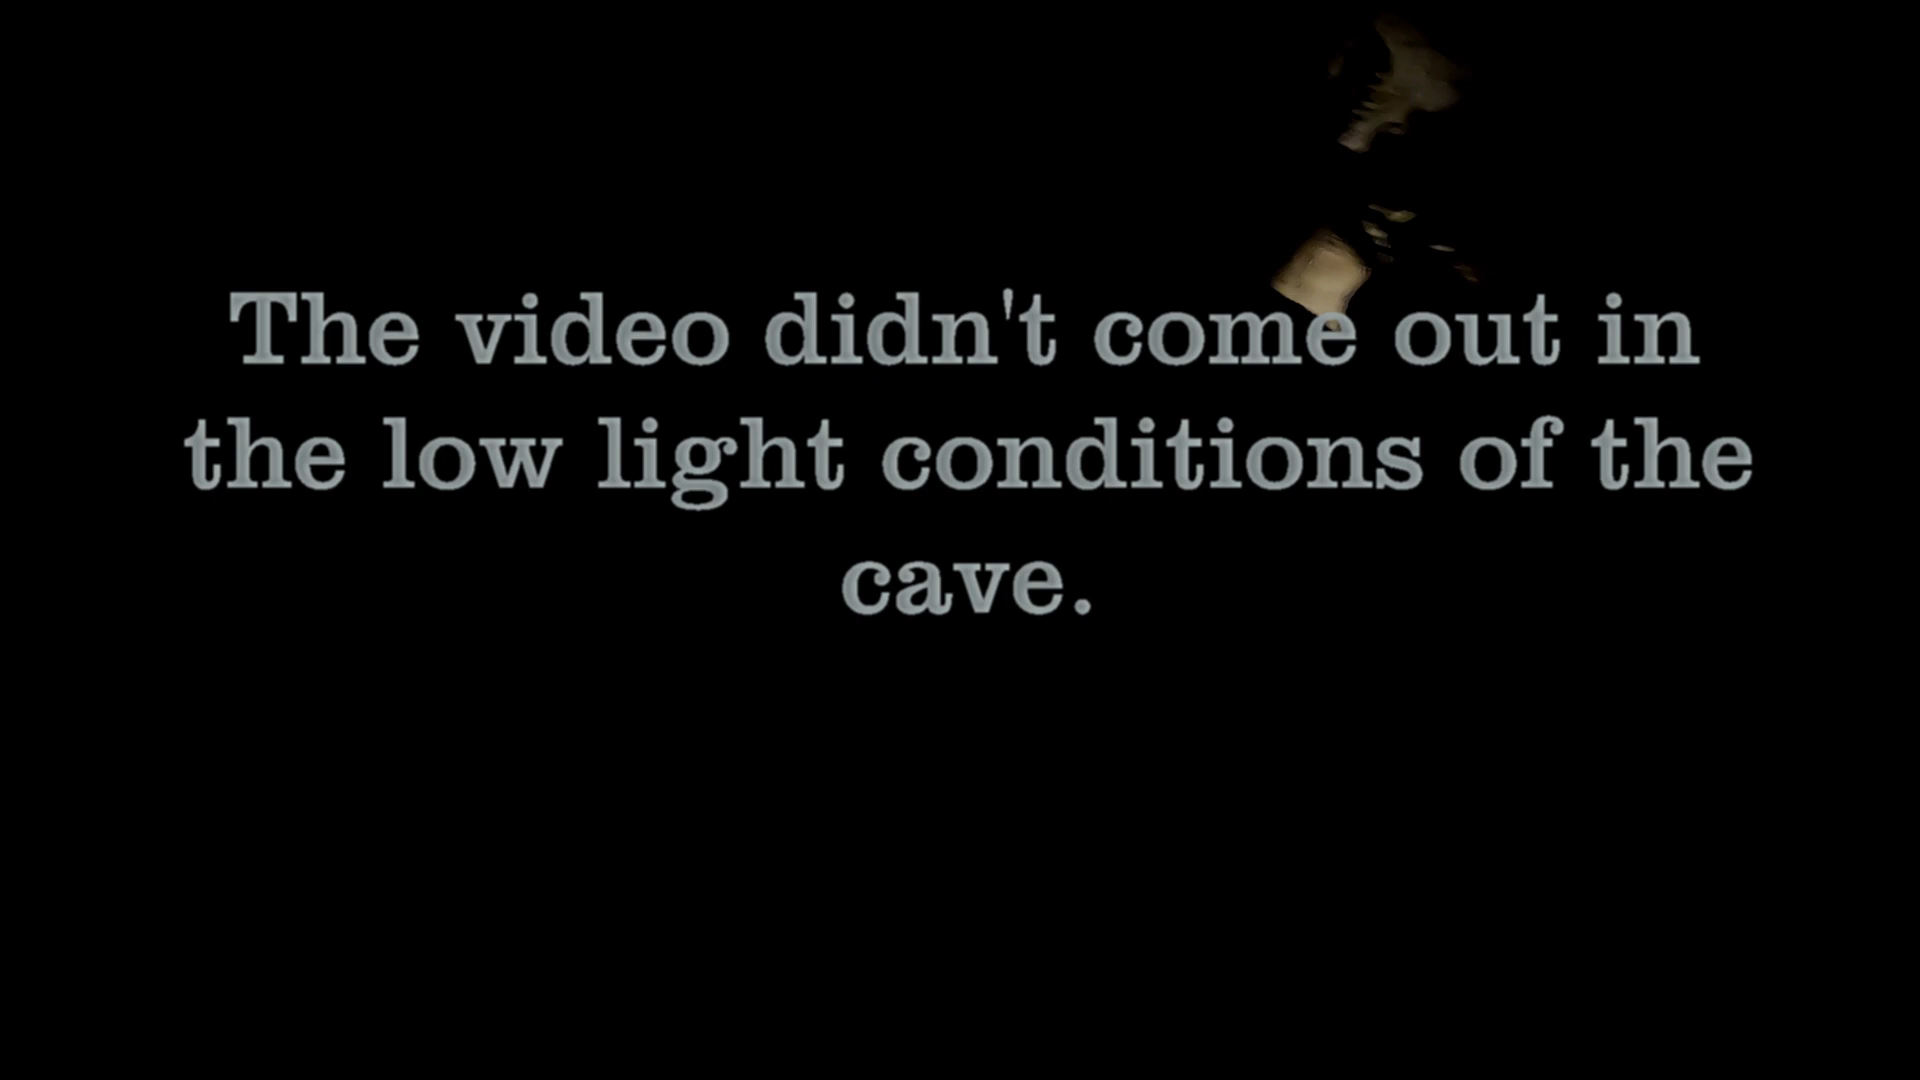 The video didn't come out in
the low light conditions of the
cave.